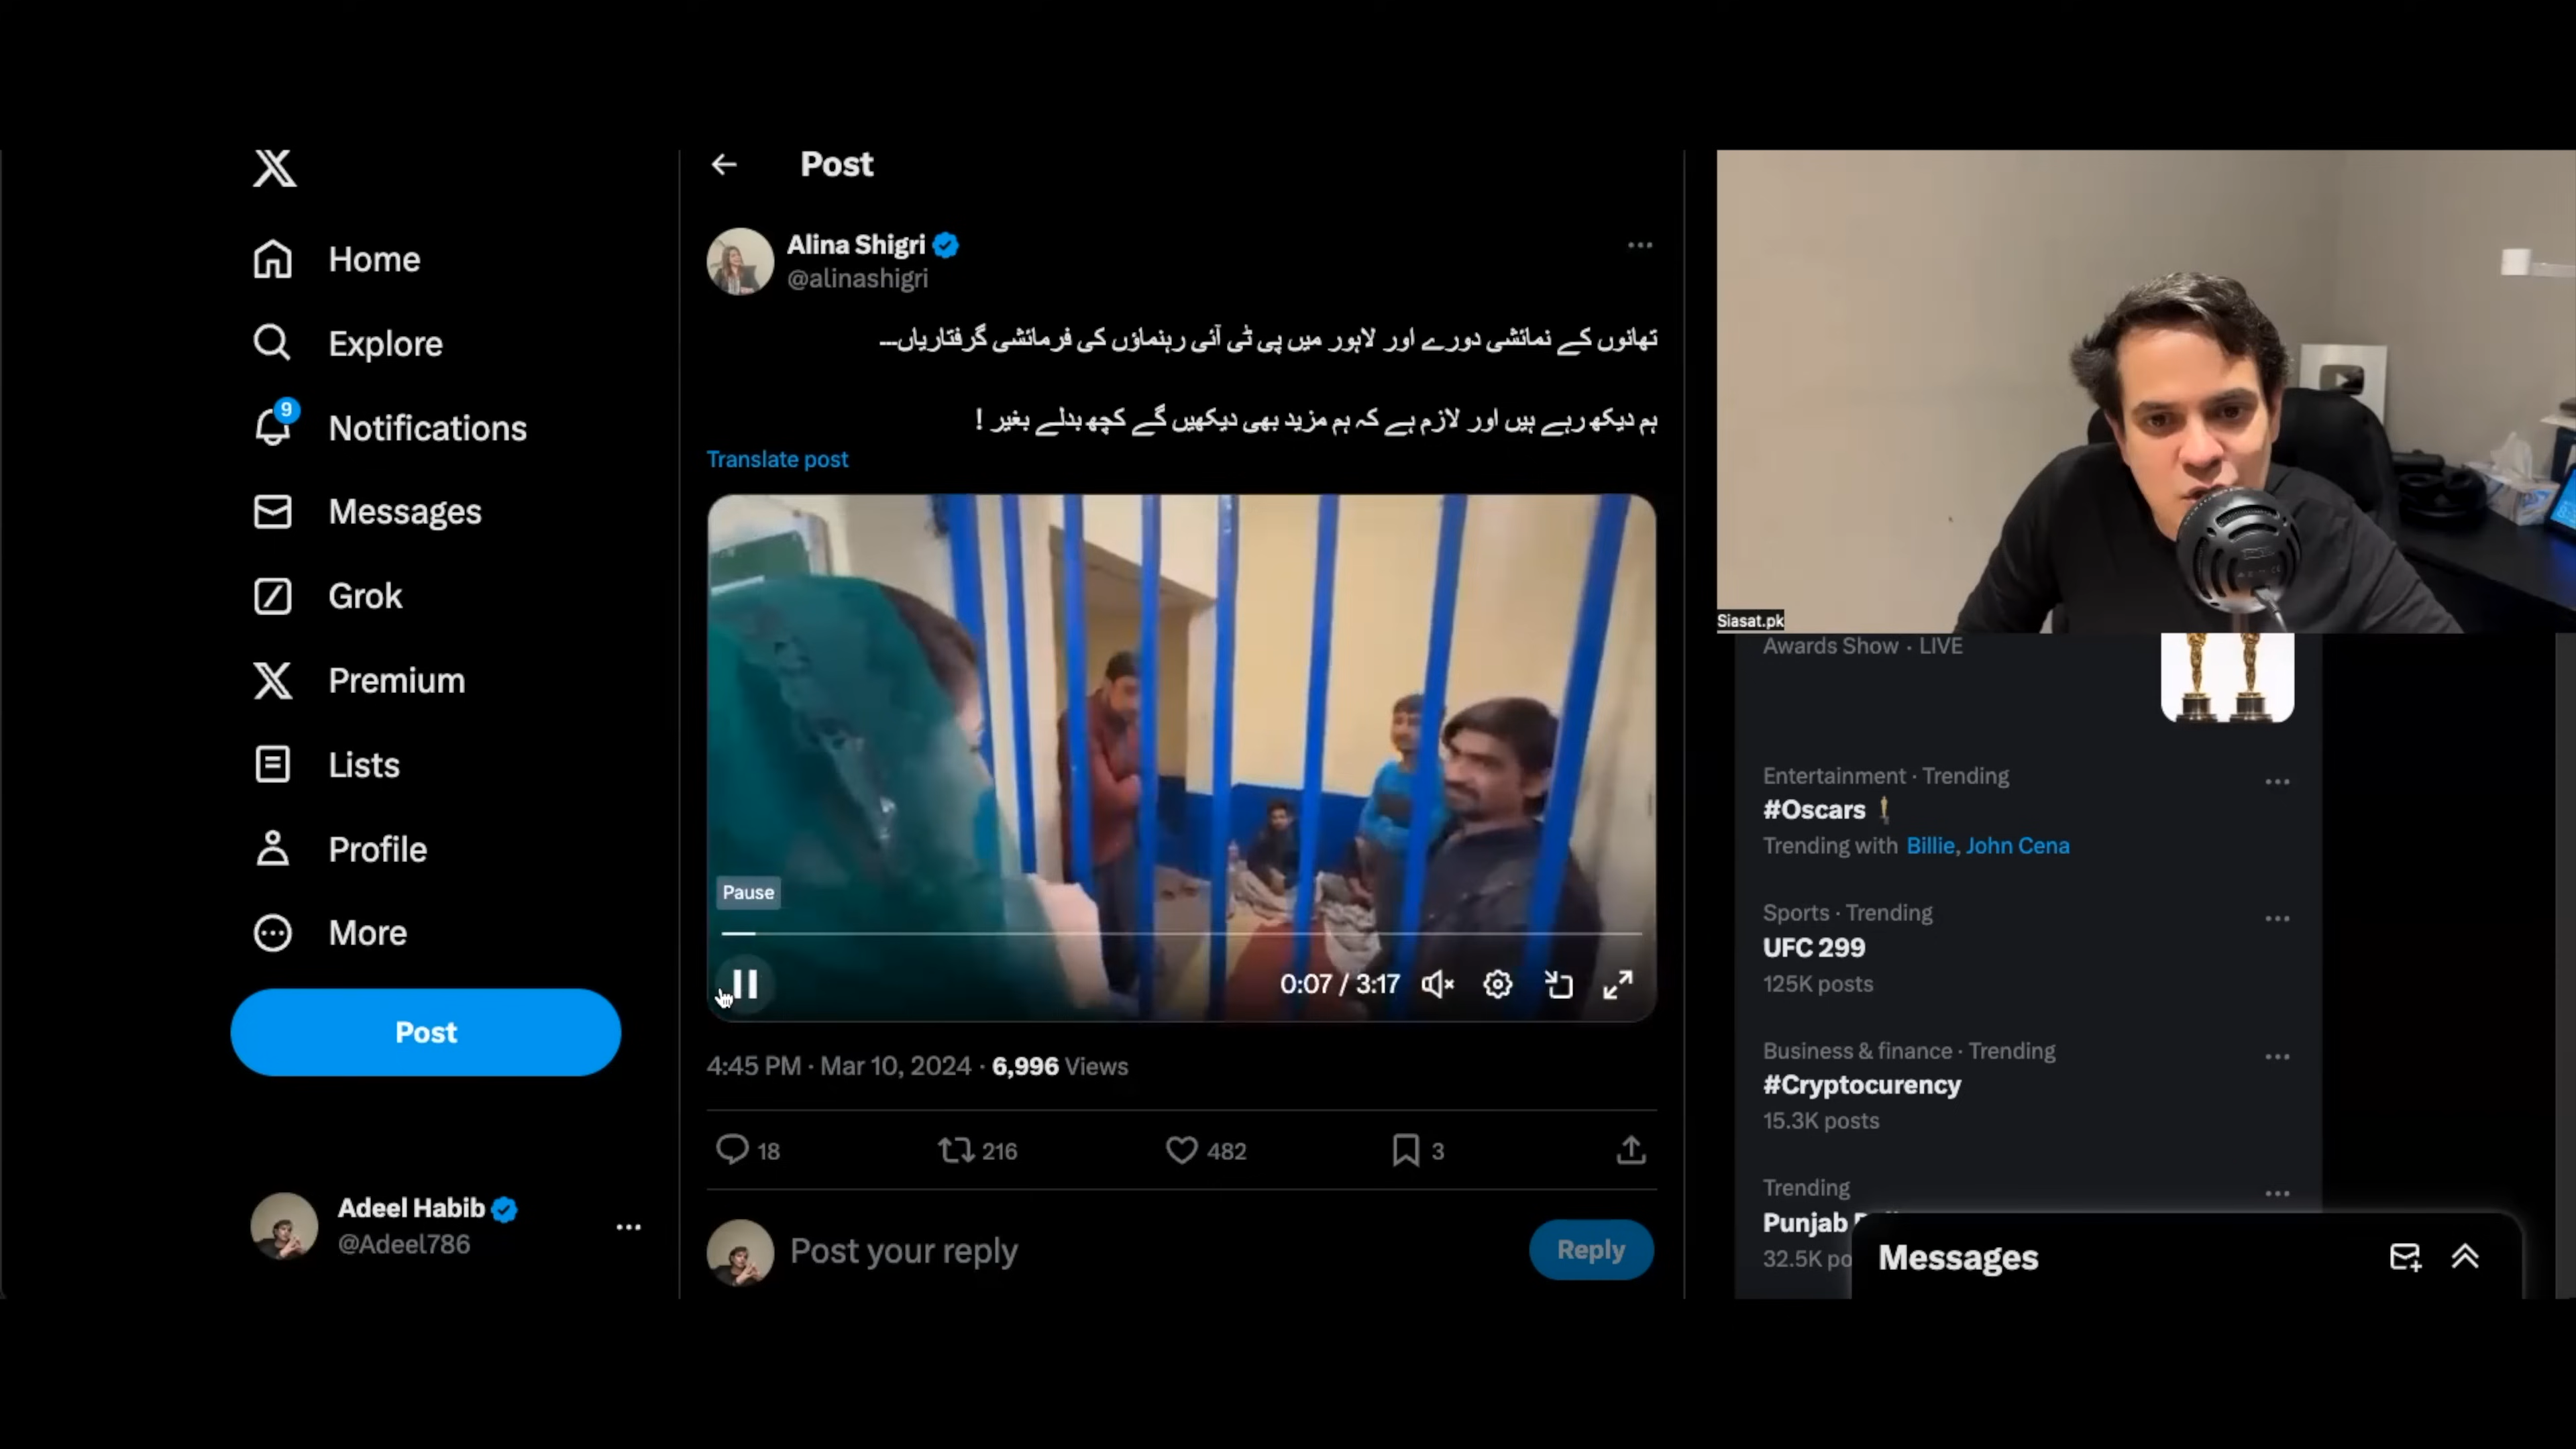 Home
Explore
9
Notifications
Messages
Grok
Premium
Lists
Profile
More
Post
Adeel Habib
@Adeel786
Post
Alina Shigri
@alinashigri
تھانوں کے نمائشی دورے اور لاہور میں پی ٹی آئی رہنماؤں کی فرمائشی گرفتاریاں۔۔۔
ہم دیکھ رہے ہیں اور لازم ہے کہ ہم مزید بھی دیکھیں گے کچھ بدلے بغیر !
Translate post
Pause
0:07 / 3:17
4:45 PM · Mar 10, 2024 · 6,996 Views
18 216 482 3
Post your reply
Reply
Siasat.pk
Awards Show · LIVE
Entertainment · Trending
#Oscars
Trending with Billie, John Cena
Sports · Trending
UFC 299
125K posts
Business & finance · Trending
#Cryptocurency
15.3K posts
Trending
Punjab
32.5K po
Messages